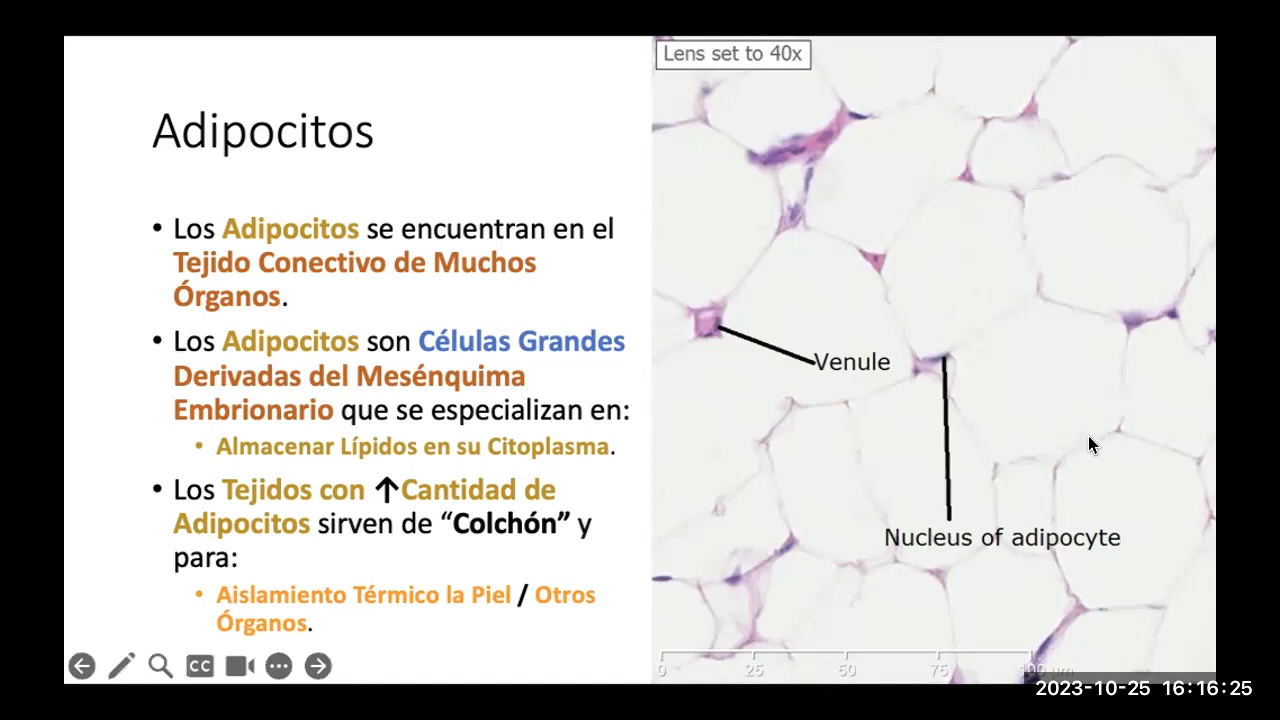 Adipocitos
• Los Adipocitos se encuentran en el
Tejido Conectivo de Muchos
Órganos.
• Los Adipocitos son Células Grandes
Derivadas del Mesénquima
Embrionario que se especializan en:
• Almacenar Lípidos en su Citoplasma.
• Los Tejidos con ↑Cantidad de
Adipocitos sirven de “Colchón” y
para:
• Aislamiento Térmico la Piel / Otros
Órganos.
CC
Lens set to 40x
Venule
Nucleus of adipocyte
0 25 50 75 100 µm
2023-10-25 16:16:25